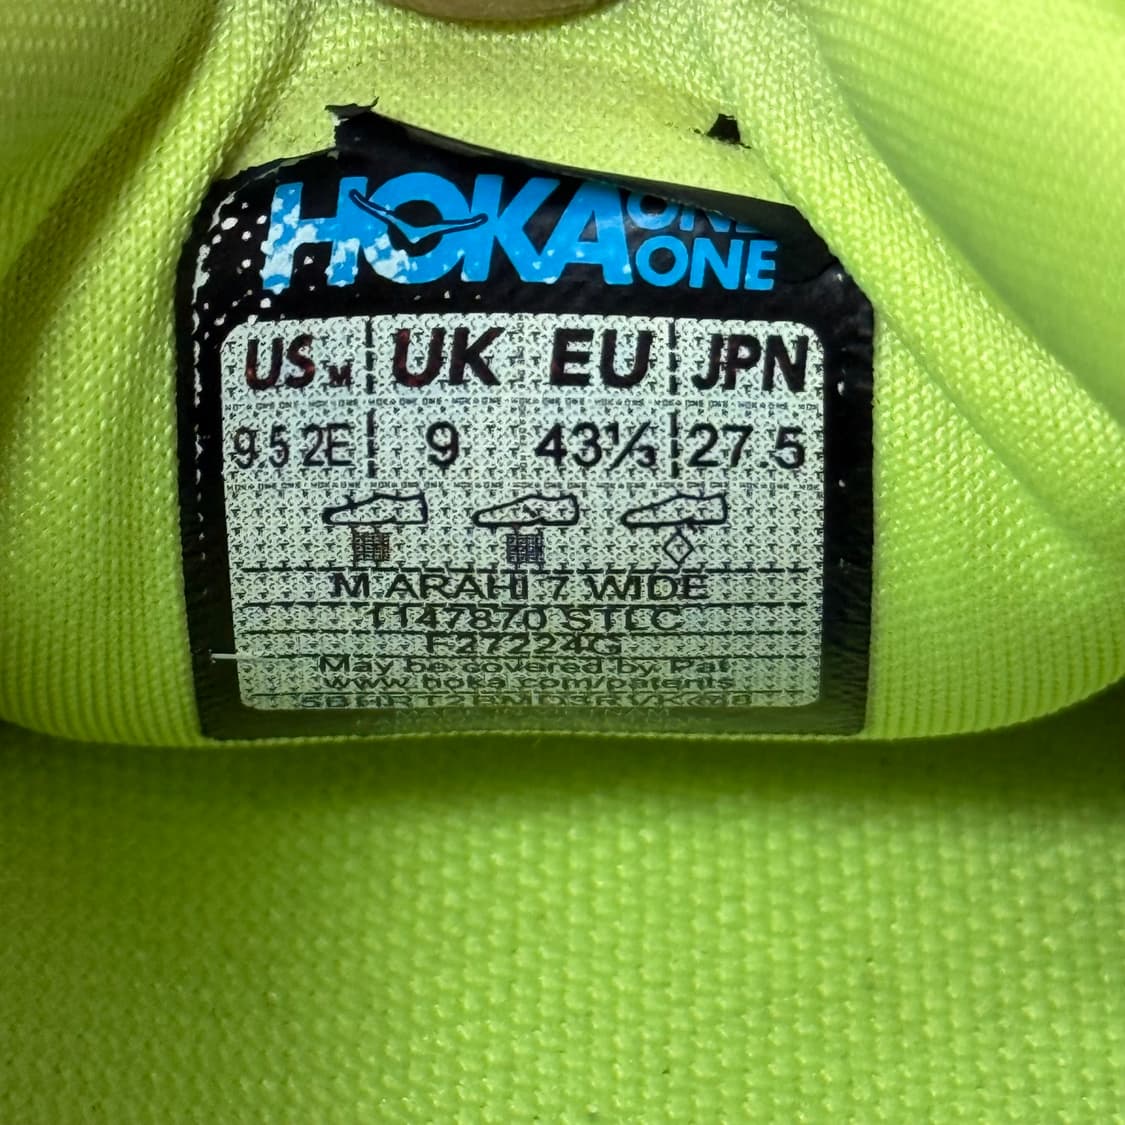 HOKA ONE ONE
US M UK EU JPN
9.5 2E 9 43⅓ 27.5
M ARAHI 7 WIDE
1147870 STLC
F27224G
May be covered by Pat
www.hoka.com/patents